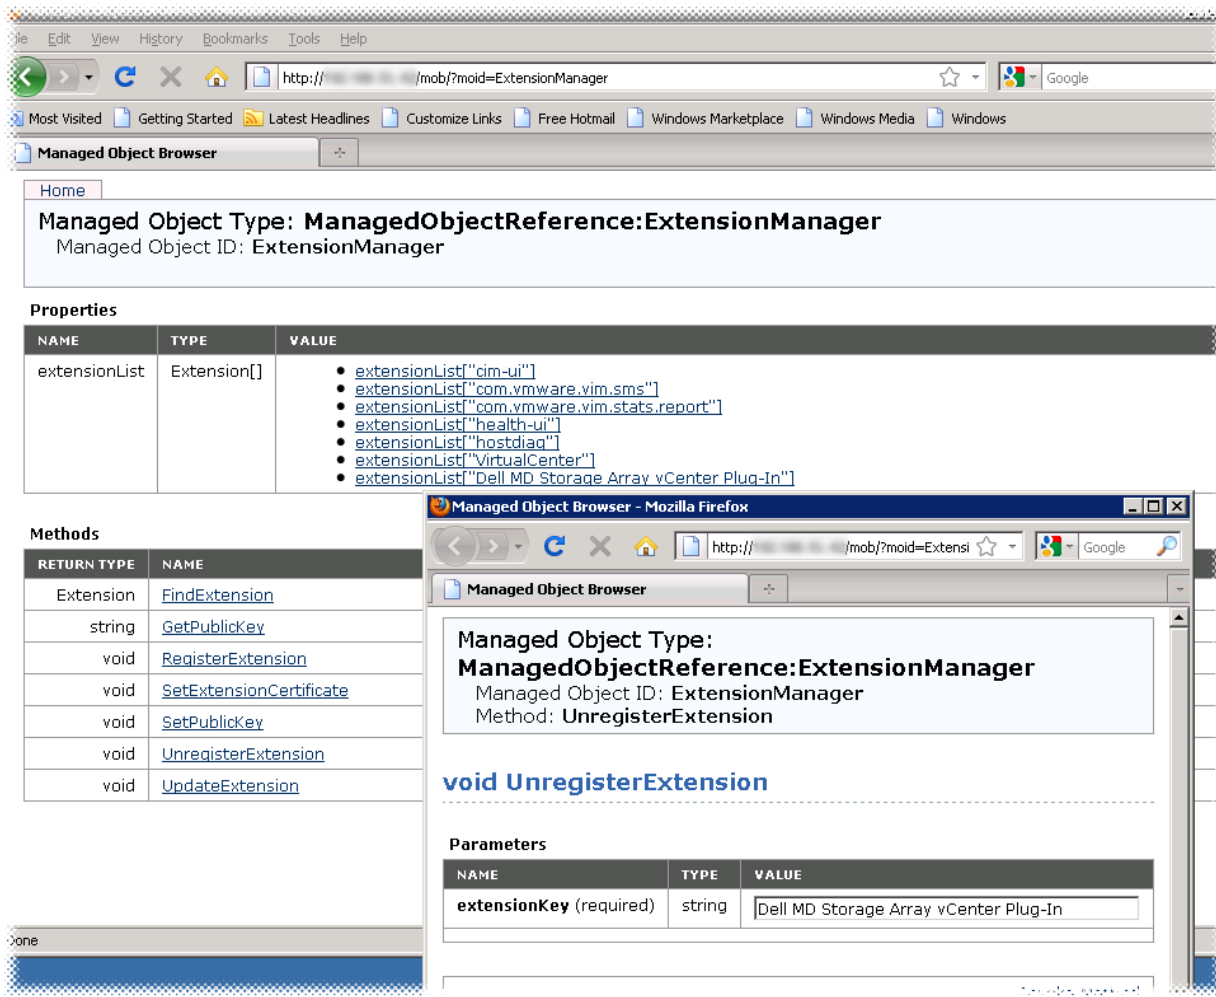 Edit View History Bookmarks Tools Help
http:// /mob/?moid=ExtensionManager Google
Most Visited Getting Started Latest Headlines Customize Links Free Hotmail Windows Marketplace Windows Media Windows
Managed Object Browser
Home
Managed Object Type: ManagedObjectReference:ExtensionManager
Managed Object ID: ExtensionManager
Properties
NAME TYPE VALUE
extensionList Extension[]
• extensionList["cim-ui"]
• extensionList["com.vmware.vim.sms"]
• extensionList["com.vmware.vim.stats.report"]
• extensionList["health-ui"]
• extensionList["hostdiag"]
• extensionList["VirtualCenter"]
• extensionList["Dell MD Storage Array vCenter Plug-In"]
Methods
RETURN TYPE NAME
Extension FindExtension
string GetPublicKey
void RegisterExtension
void SetExtensionCertificate
void SetPublicKey
void UnregisterExtension
void UpdateExtension
Done
Managed Object Browser - Mozilla Firefox
http:// /mob/?moid=Extensi Google
Managed Object Browser
Managed Object Type:
ManagedObjectReference:ExtensionManager
Managed Object ID: ExtensionManager
Method: UnregisterExtension
void UnregisterExtension
Parameters
NAME TYPE VALUE
extensionKey (required) string Dell MD Storage Array vCenter Plug-In